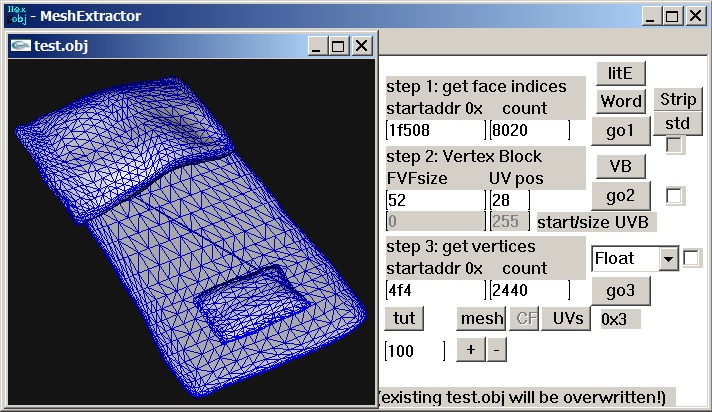 Hex
obj - MeshExtractor
test.obj
step 1: get face indices
startaddr 0x count
1f508 8020
litE
Word
go1
Strip
std
step 2: Vertex Block
FVFsize UV pos
52 28
0 255 start/size UVB
VB
go2
step 3: get vertices
startaddr 0x count
4f4 2440
Float
go3
tut mesh CF UVs 0x3
100 + -
(existing test.obj will be overwritten!)